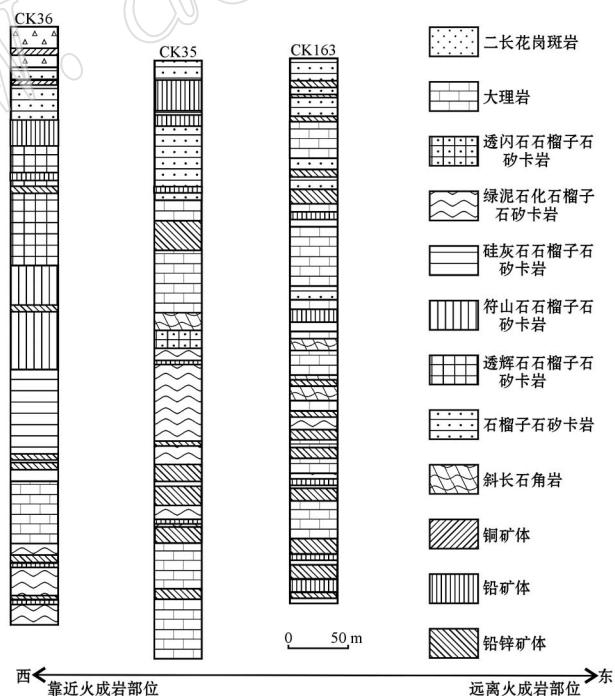 CK36
CK35
CK163
二长花岗斑岩
大理岩
透闪石石榴子石
矽卡岩
绿泥石化石榴子
石矽卡岩
硅灰石石榴子石
矽卡岩
符山石石榴子石
矽卡岩
透辉石石榴子石
矽卡岩
石榴子石矽卡岩
斜长石角岩
铜矿体
铅矿体
铅锌矿体
0 50 m
西 东
靠近火成岩部位 远离火成岩部位